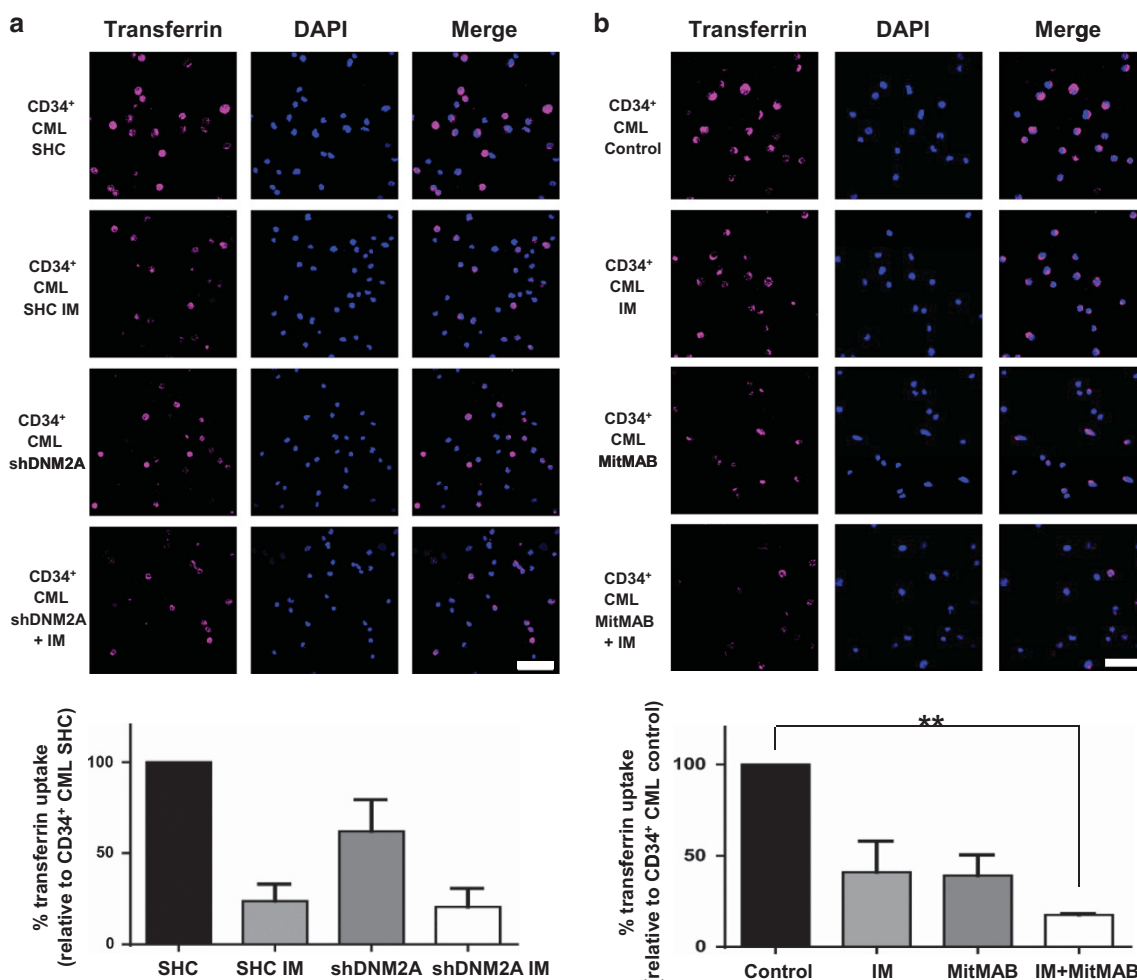 a
Transferrin DAPI Merge
CD34+
CML
SHC
CD34+
CML
SHC IM
CD34+
CML
shDNM2A
CD34+
CML
shDNM2A
+ IM
% transferrin uptake
(relative to CD34+ CML SHC)
100
50
0
SHC SHC IM shDNM2A shDNM2A IM
b
Transferrin DAPI Merge
CD34+
CML
Control
CD34+
CML
IM
CD34+
CML
MitMAB
CD34+
CML
MitMAB
+ IM
% transferrin uptake
(relative to CD34+ CML control)
**
100
50
0
Control IM MitMAB IM+MitMAB